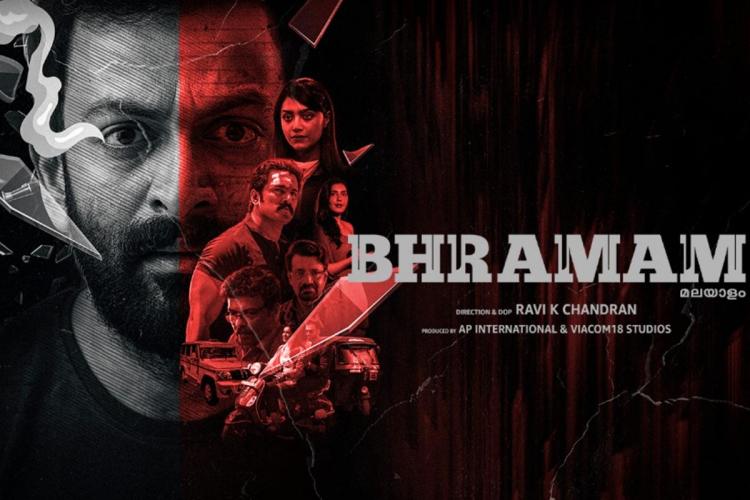 BHRAMAM
മലയാളം
DIRECTION & DOP RAVI K CHANDRAN
PRODUCED BY AP INTERNATIONAL & VIACOM18 STUDIOS